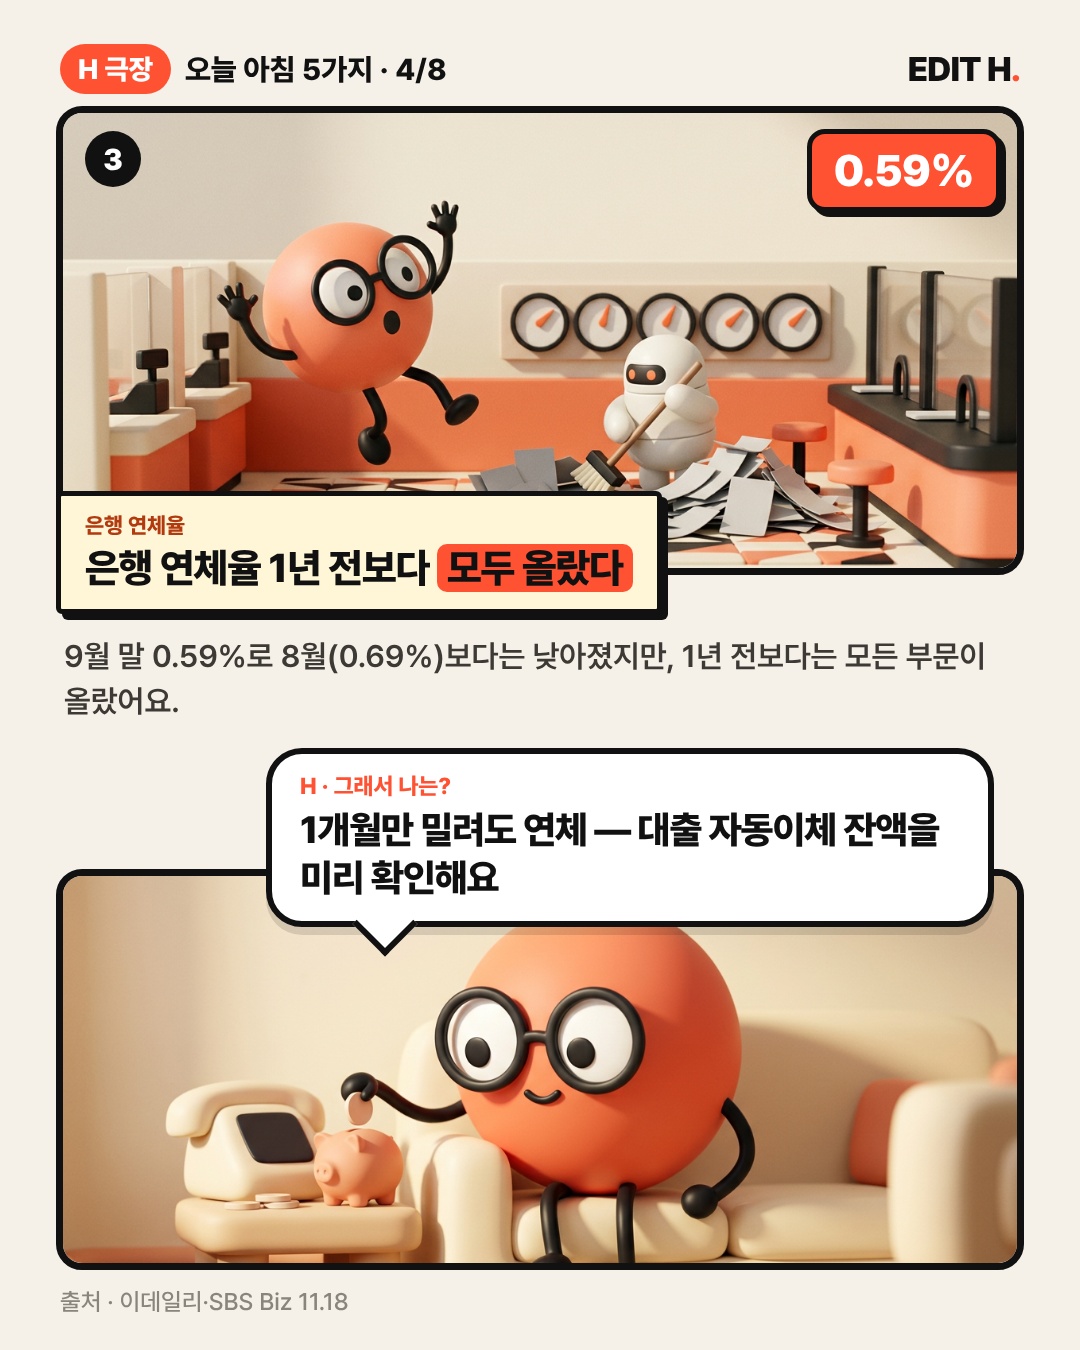 H 극장 오늘 아침 5가지 · 4/8
EDIT H.
3
0.59%
은행 연체율
은행 연체율 1년 전보다 모두 올랐다
9월 말 0.59%로 8월(0.69%)보다는 낮아졌지만, 1년 전보다는 모든 부문이
올랐어요.
H · 그래서 나는?
1개월만 밀려도 연체 — 대출 자동이체 잔액을
미리 확인해요
출처 · 이데일리·SBS Biz 11.18